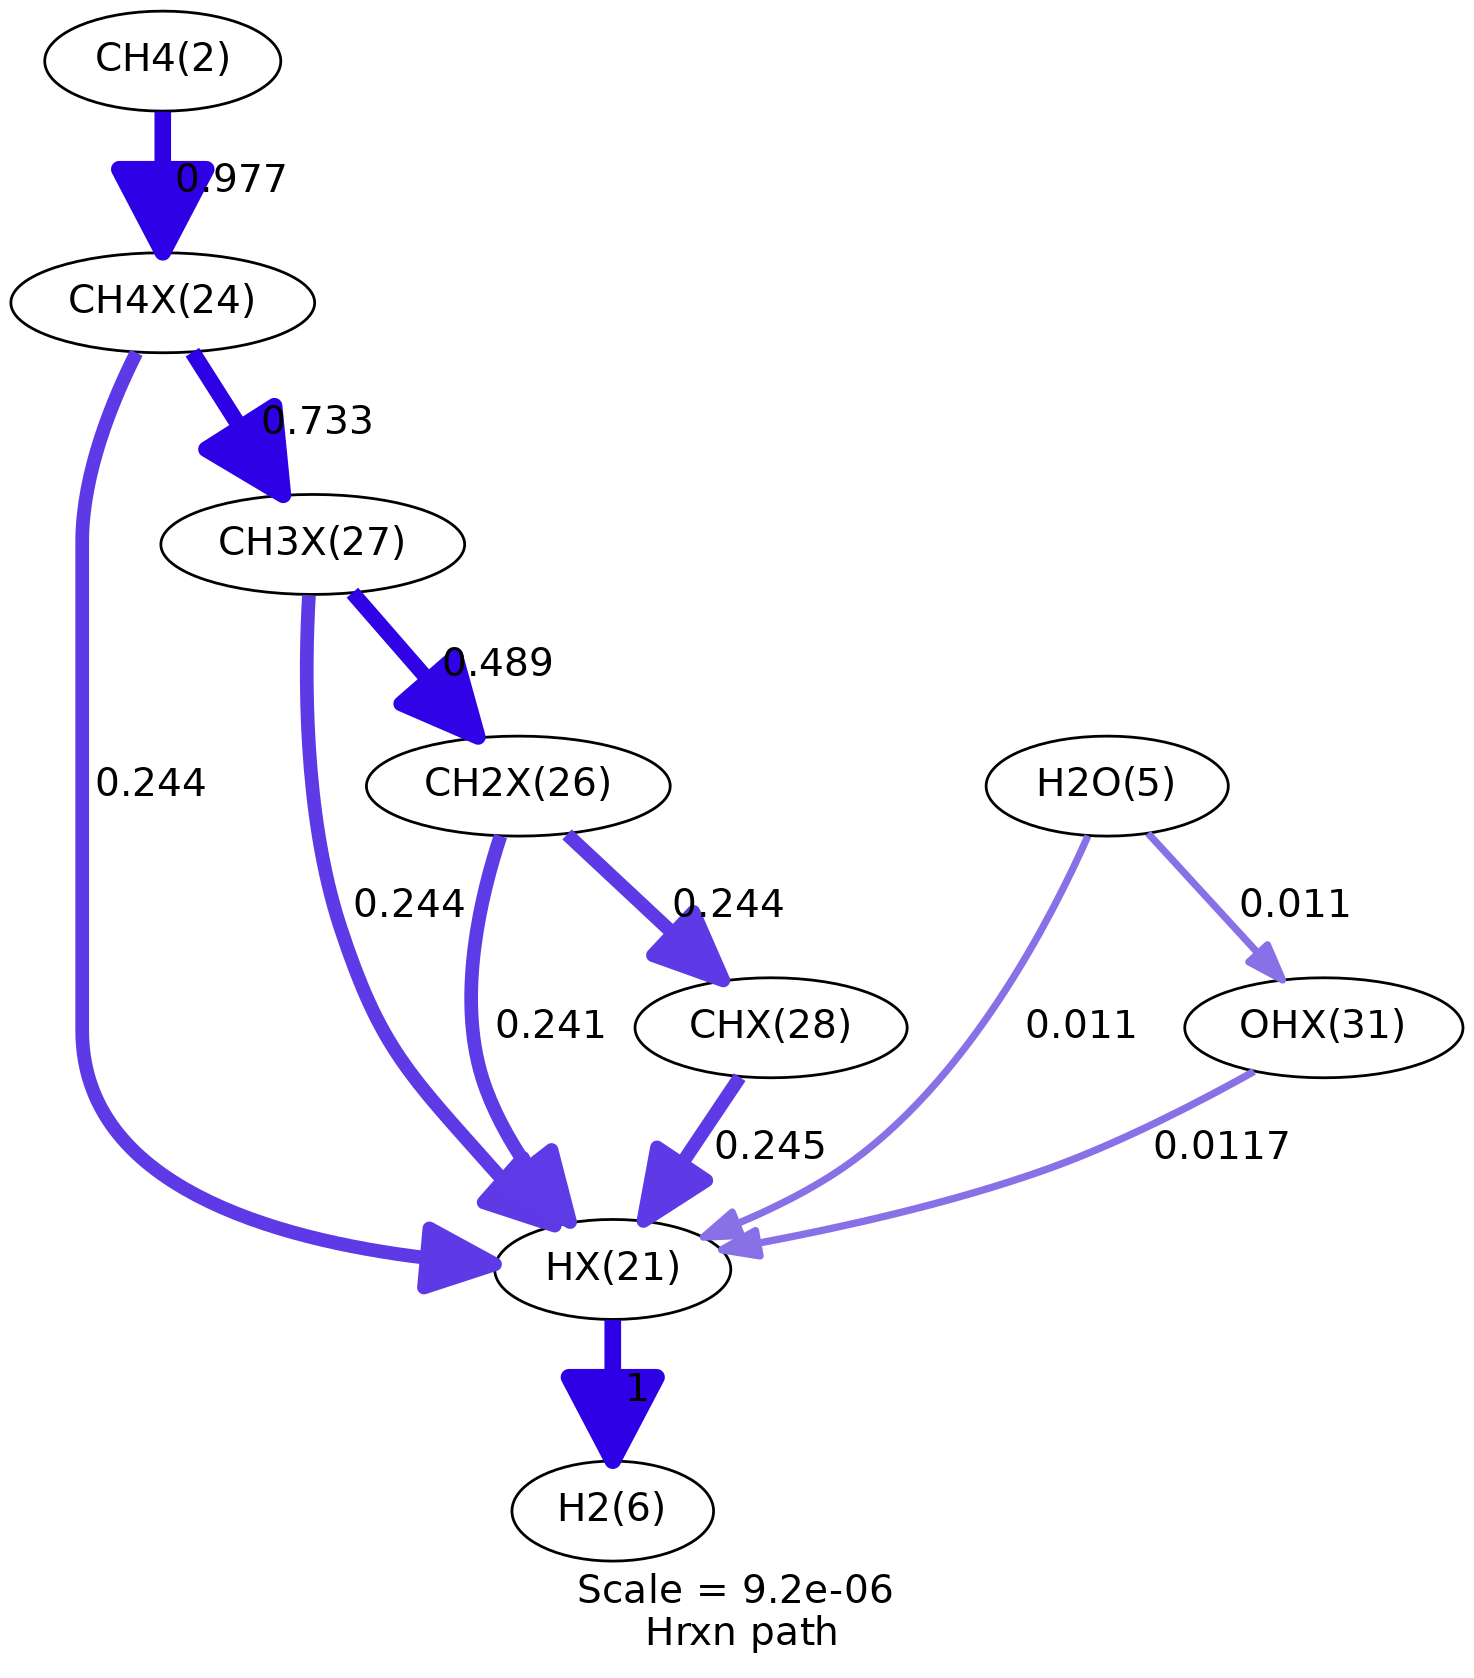 CH4(2)
0.977
CH4X(24)
0.733
CH3X(27)
0.489
0.244
CH2X(26)
H2O(5)
0.244
0.244
0.011
0.241
CHX(28)
0.011
OHX(31)
0.245
0.0117
HX(21)
1
H2(6)
Scale = 9.2e-06
Hrxn path